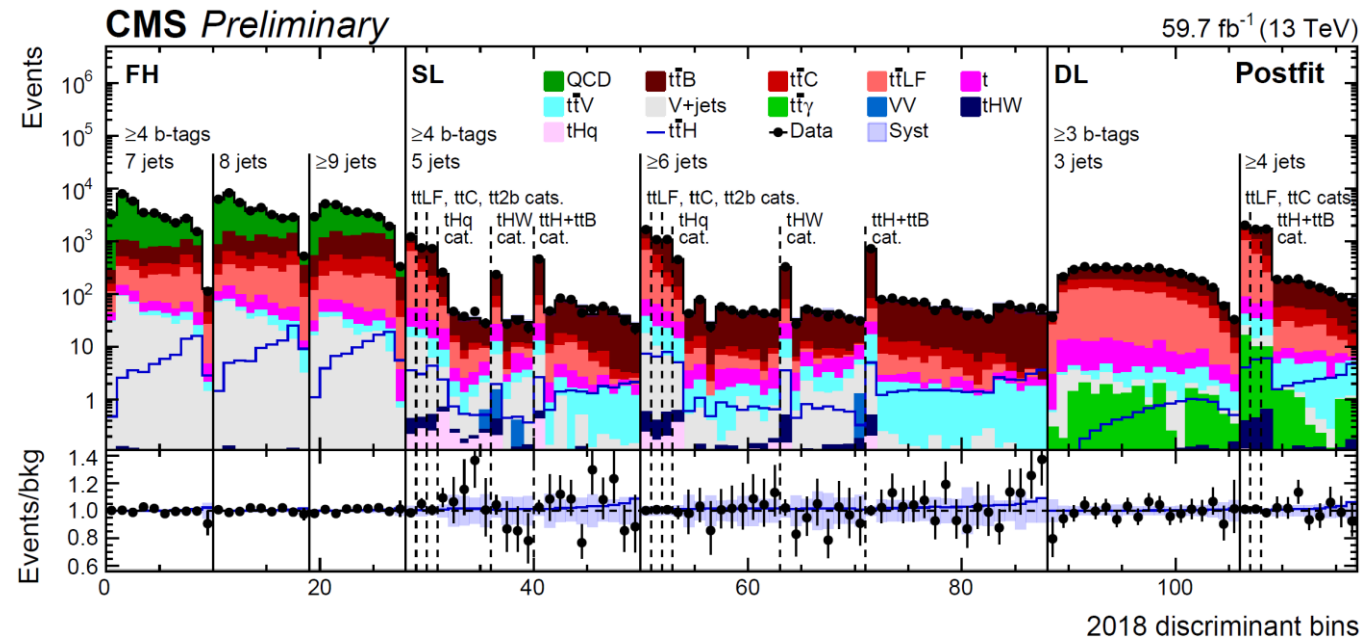 CMS Preliminary
59.7 fb⁻¹ (13 TeV)
Events
10⁶
10⁵
10⁴
10³
10²
10
1
FH
≥4 b-tags
7 jets
8 jets
≥9 jets
SL
≥4 b-tags
5 jets
≥6 jets
DL
≥3 b-tags
3 jets
≥4 jets
Postfit
QCD
tt̄B
tt̄C
tt̄LF
t
tt̄V
V+jets
tt̄γ
VV
tHW
tHq
tt̄H
Data
Syst
ttLF, ttC, tt2b cats.
tHq
cat.
tHW
cat.
ttH+ttB
cat.
ttLF, ttC, tt2b cats.
tHq
cat.
tHW
cat.
ttH+ttB
cat.
ttLF, ttC cats.
ttH+ttB
cat.
Events/bkg
1.4
1.2
1.0
0.8
0.6
0
20
40
60
80
100
2018 discriminant bins